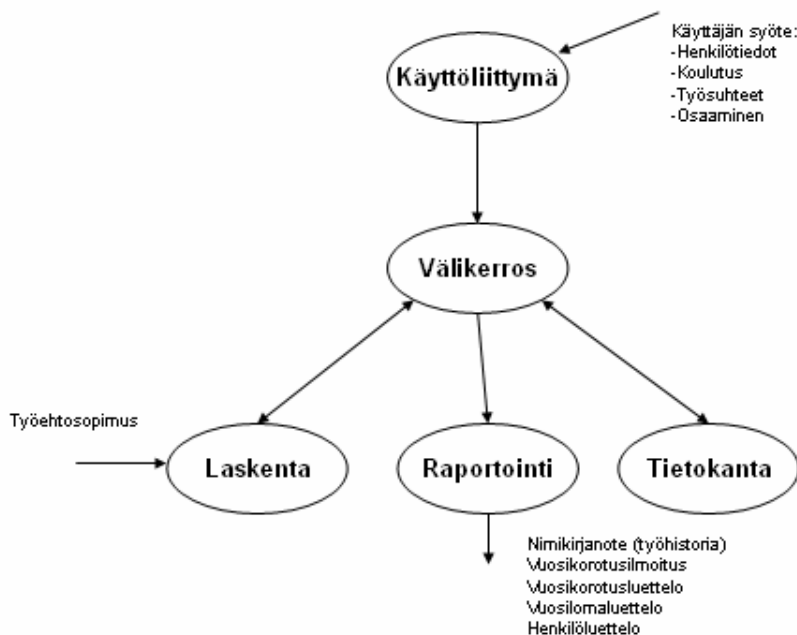 Käyttäjän syöte:
-Henkilötiedot
-Koulutus
-Työsuhteet
-Osaaminen
Käyttöliittymä
Välikerros
Työehtosopimus
Laskenta
Raportointi
Tietokanta
Nimikirjanote (työhistoria)
Vuosikorotusilmoitus
Vuosikorotusluettelo
Vuosilomaluettelo
Henkilöluettelo